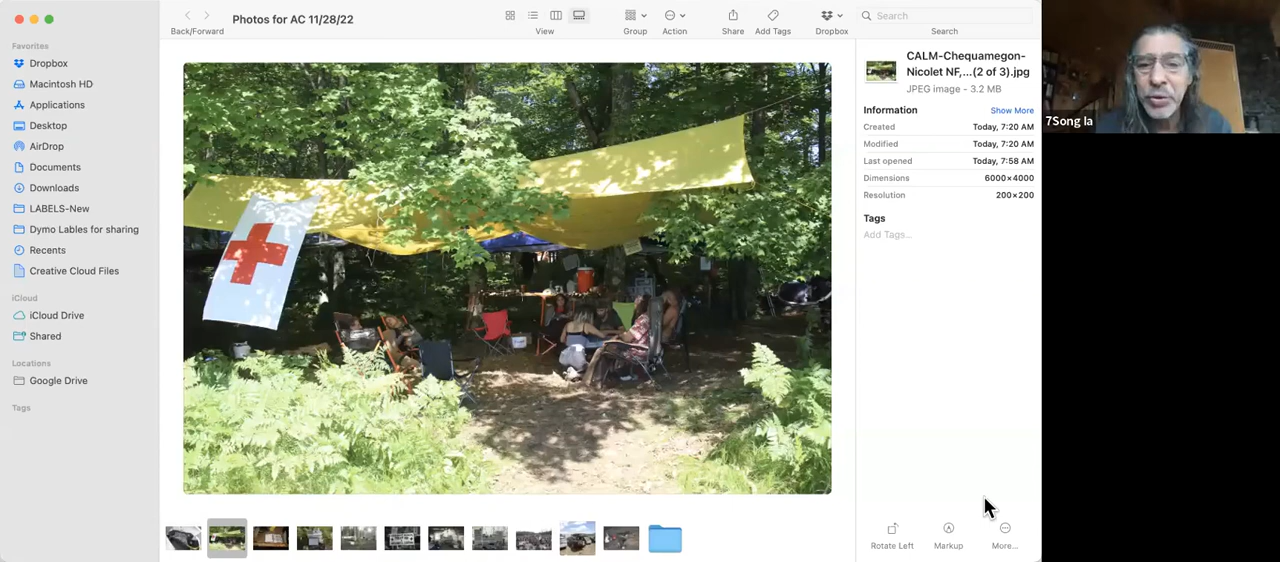 Photos for AC 11/28/22
Back/Forward
View
Group
Action
Share
Add Tags
Dropbox
Search
Search
Favorites
Dropbox
Macintosh HD
Applications
Desktop
AirDrop
Documents
Downloads
LABELS-New
Dymo Lables for sharing
Recents
Creative Cloud Files
iCloud
iCloud Drive
Shared
Locations
Google Drive
Tags
CALM-Chequamegon-
Nicolet NF,...(2 of 3).jpg
JPEG image - 3.2 MB
Information
Show More
Created Today, 7:20 AM
Modified Today, 7:20 AM
Last opened Today, 7:58 AM
Dimensions 6000×4000
Resolution 200×200
Tags
Add Tags...
Rotate Left
Markup
More...
7Song Ia